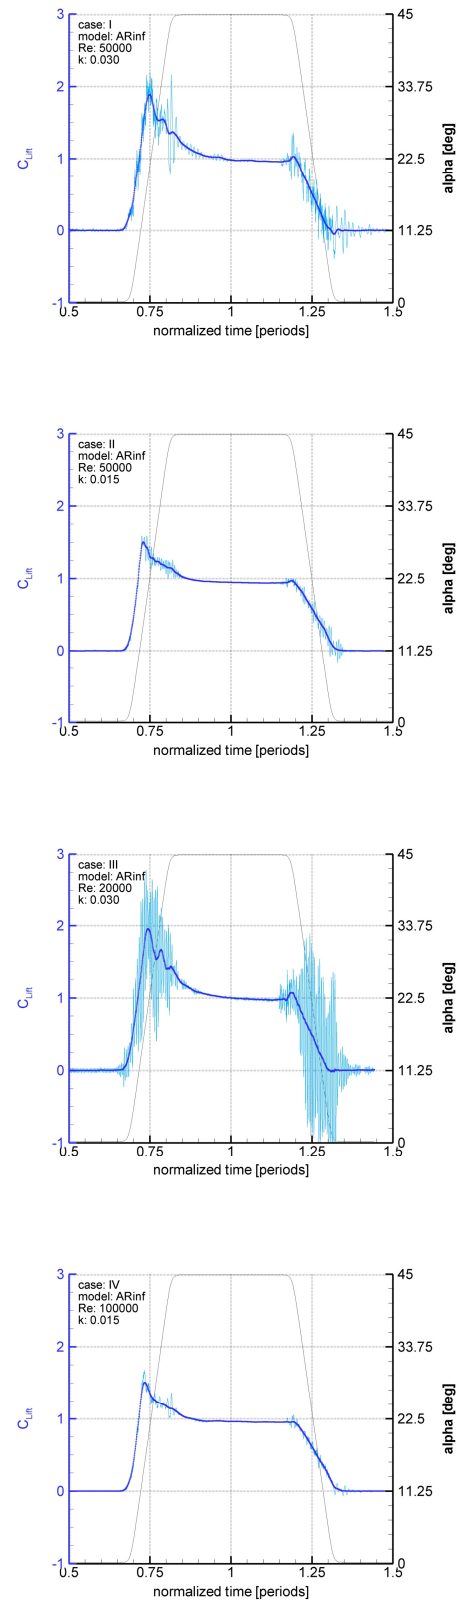 case: I
model: ARinf
Re: 50000
k: 0.030
3
2
1
0
-1
C_Lift
45
33.75
22.5
11.25
0
alpha [deg]
0.5
0.75
1
1.25
1.5
normalized time [periods]
case: II
model: ARinf
Re: 50000
k: 0.015
3
2
1
0
-1
C_Lift
45
33.75
22.5
11.25
0
alpha [deg]
0.5
0.75
1
1.25
1.5
normalized time [periods]
case: III
model: ARinf
Re: 20000
k: 0.030
3
2
1
0
-1
C_Lift
45
33.75
22.5
11.25
0
alpha [deg]
0.5
0.75
1
1.25
1.5
normalized time [periods]
case: IV
model: ARinf
Re: 100000
k: 0.015
3
2
1
0
-1
C_Lift
45
33.75
22.5
11.25
0
alpha [deg]
0.5
0.75
1
1.25
1.5
normalized time [periods]